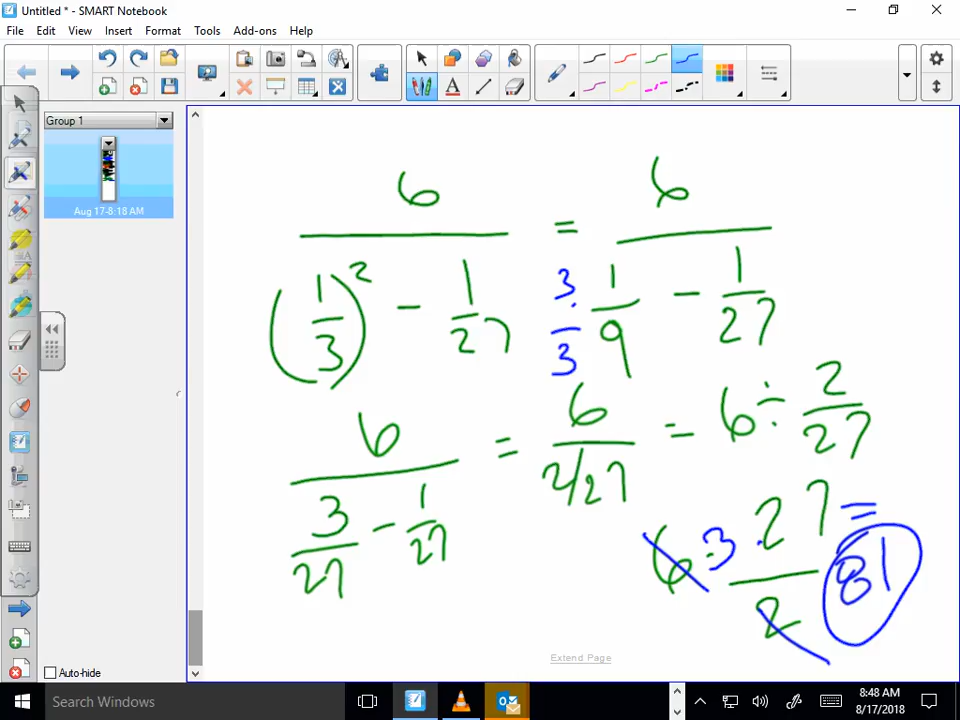 Untitled * - SMART Notebook
File Edit View Insert Format Tools Add-ons Help
Group 1
Aug 17-8:18 AM
6 6
— = —
(1/3)² - 1/27 3/3 · 1/9 - 1/27
6 6
— = — = 6 ÷ 2/27
3/27 - 1/27 2/27
6 · 3 · 27/2 = 81
Extend Page
Auto-hide
Search Windows
8:48 AM
8/17/2018